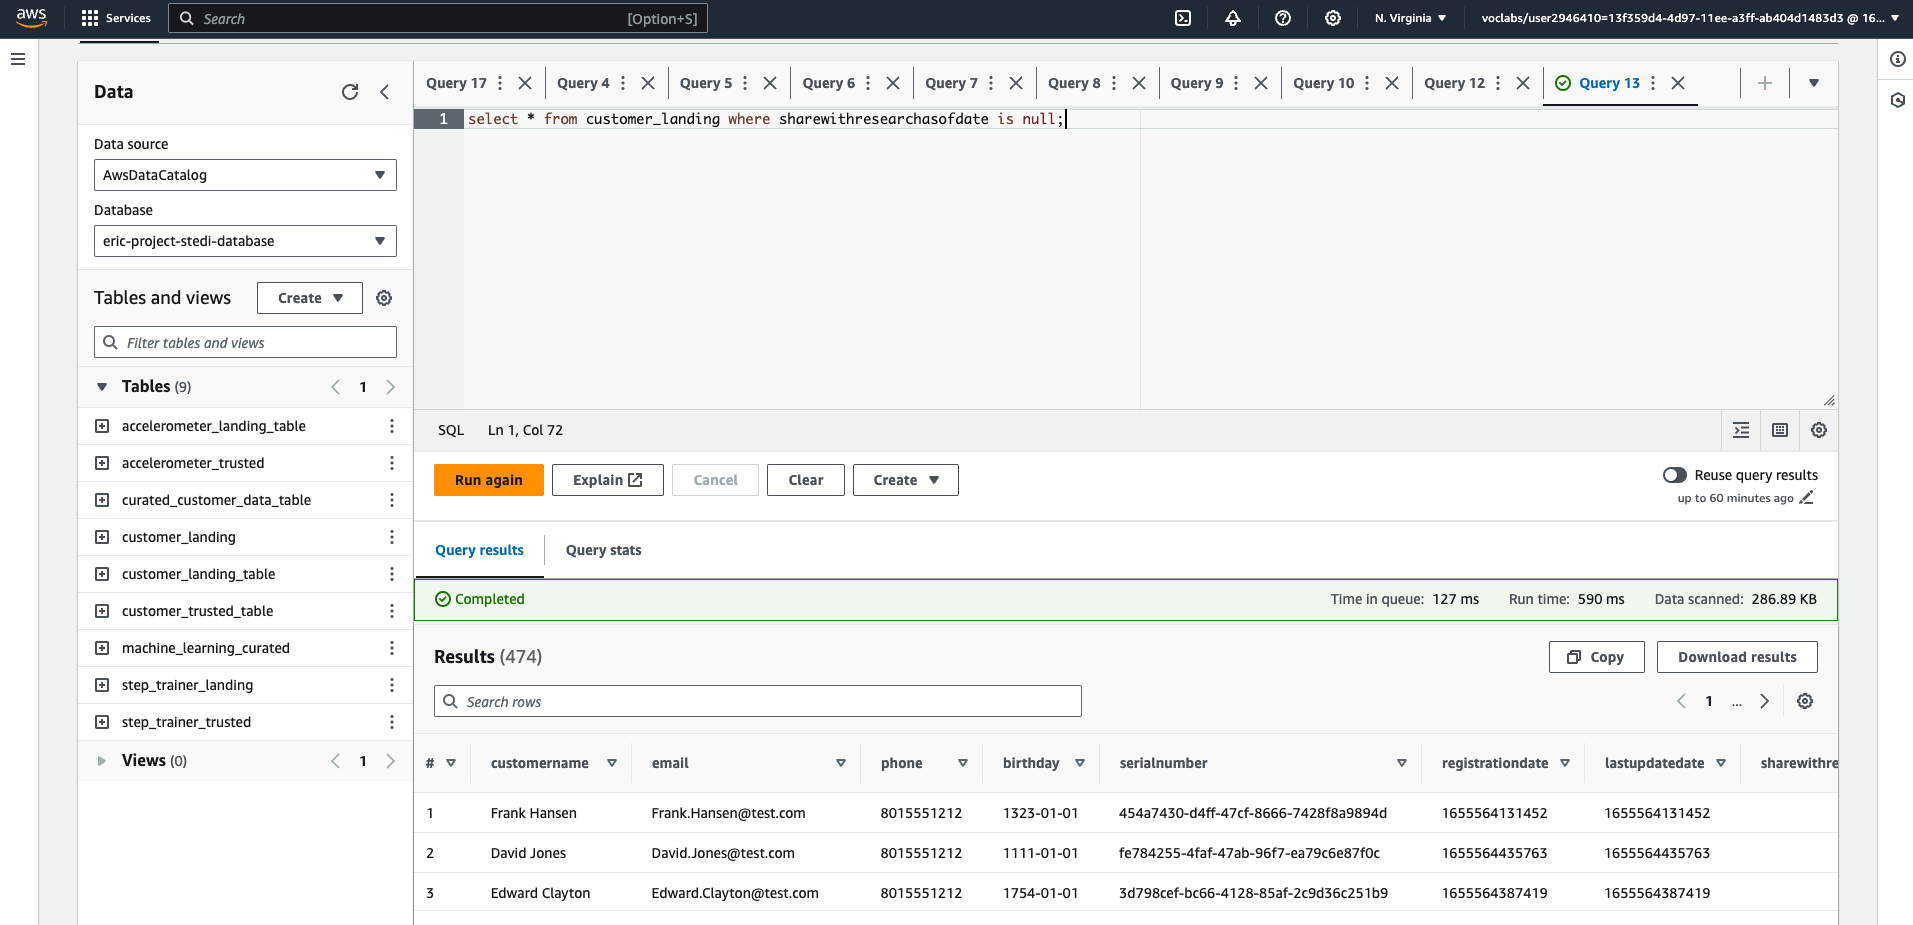 aws Services Search [Option+S] N. Virginia voclabs/user2946410=13f359d4-4d97-11ee-a3ff-ab404d1483d3 @ 16...
Data
Data source
AwsDataCatalog
Database
eric-project-stedi-database
Tables and views Create
Filter tables and views
Tables (9) 1
accelerometer_landing_table
accelerometer_trusted
curated_customer_data_table
customer_landing
customer_landing_table
customer_trusted_table
machine_learning_curated
step_trainer_landing
step_trainer_trusted
Views (0) 1
Query 17 Query 4 Query 5 Query 6 Query 7 Query 8 Query 9 Query 10 Query 12 Query 13
1 select * from customer_landing where sharewithresearchasofdate is null;
SQL Ln 1, Col 72
Run again Explain Cancel Clear Create Reuse query results
up to 60 minutes ago
Query results Query stats
Completed Time in queue: 127 ms Run time: 590 ms Data scanned: 286.89 KB
Results (474) Copy Download results
Search rows 1 ...
# customername email phone birthday serialnumber registrationdate lastupdatedate sharewithre
1 Frank Hansen Frank.Hansen@test.com 8015551212 1323-01-01 454a7430-d4ff-47cf-8666-7428f8a9894d 1655564131452 1655564131452
2 David Jones David.Jones@test.com 8015551212 1111-01-01 fe784255-4faf-47ab-96f7-ea79c6e87f0c 1655564435763 1655564435763
3 Edward Clayton Edward.Clayton@test.com 8015551212 1754-01-01 3d798cef-bc66-4128-85af-2c9d36c251b9 1655564387419 1655564387419